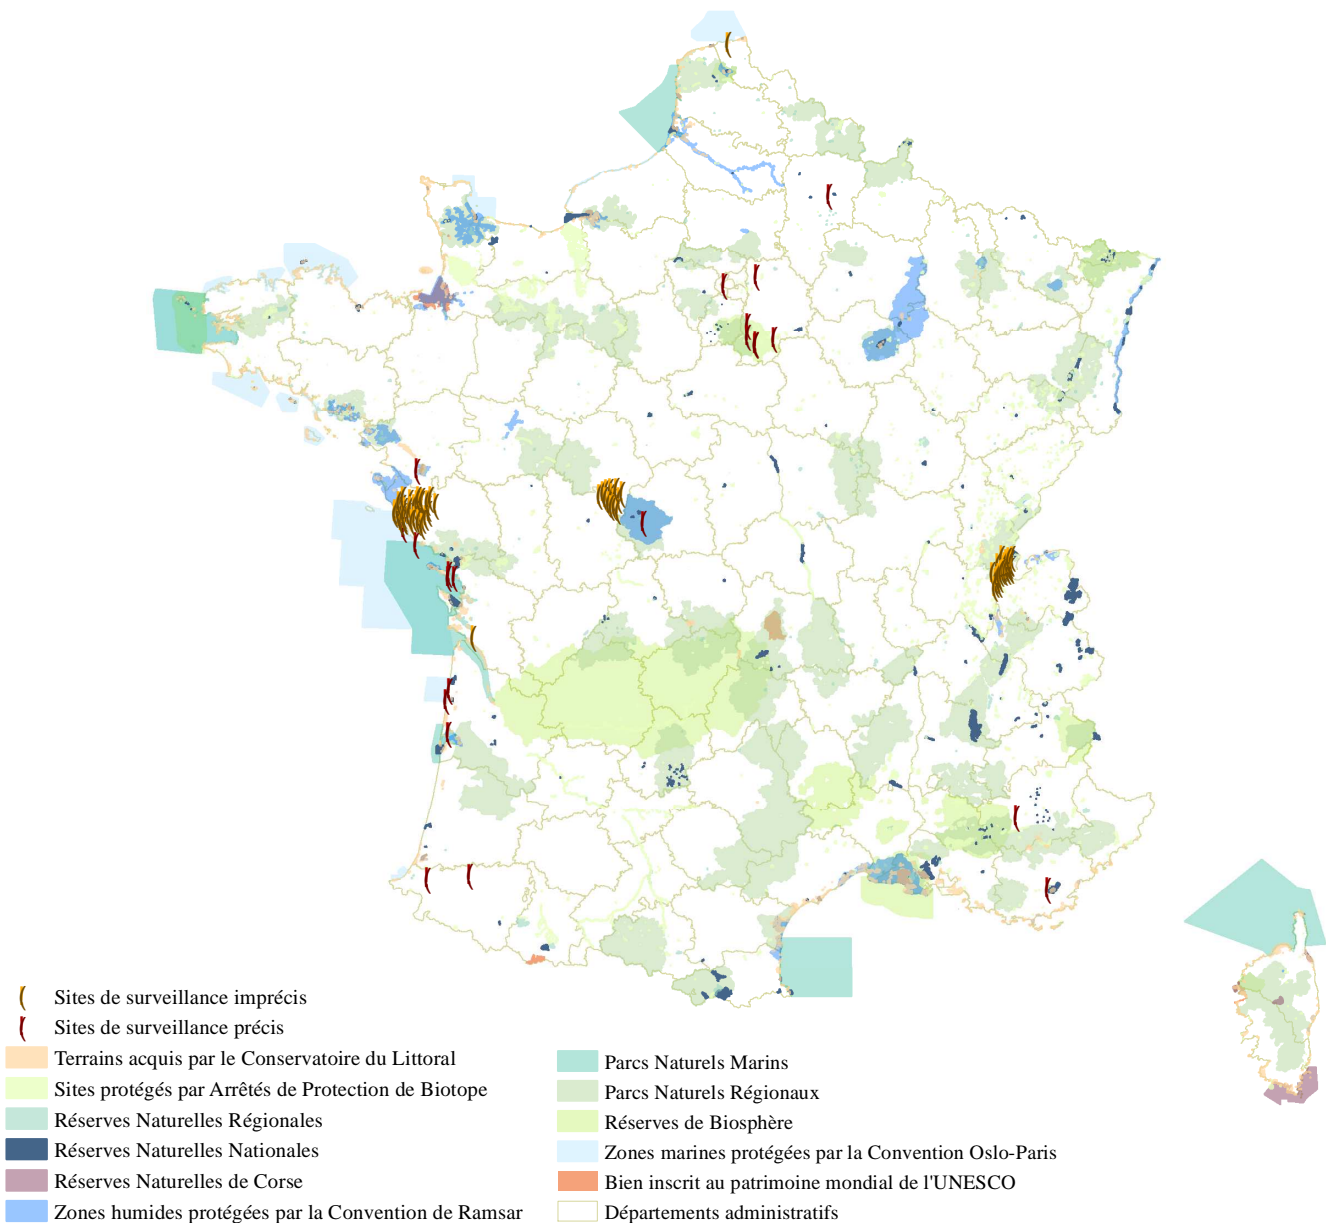 Sites de surveillance imprécis
Sites de surveillance précis
Terrains acquis par le Conservatoire du Littoral
Sites protégés par Arrêtés de Protection de Biotope
Réserves Naturelles Régionales
Réserves Naturelles Nationales
Réserves Naturelles de Corse
Zones humides protégées par la Convention de Ramsar
Parcs Naturels Marins
Parcs Naturels Régionaux
Réserves de Biosphère
Zones marines protégées par la Convention Oslo-Paris
Bien inscrit au patrimoine mondial de l'UNESCO
Départements administratifs